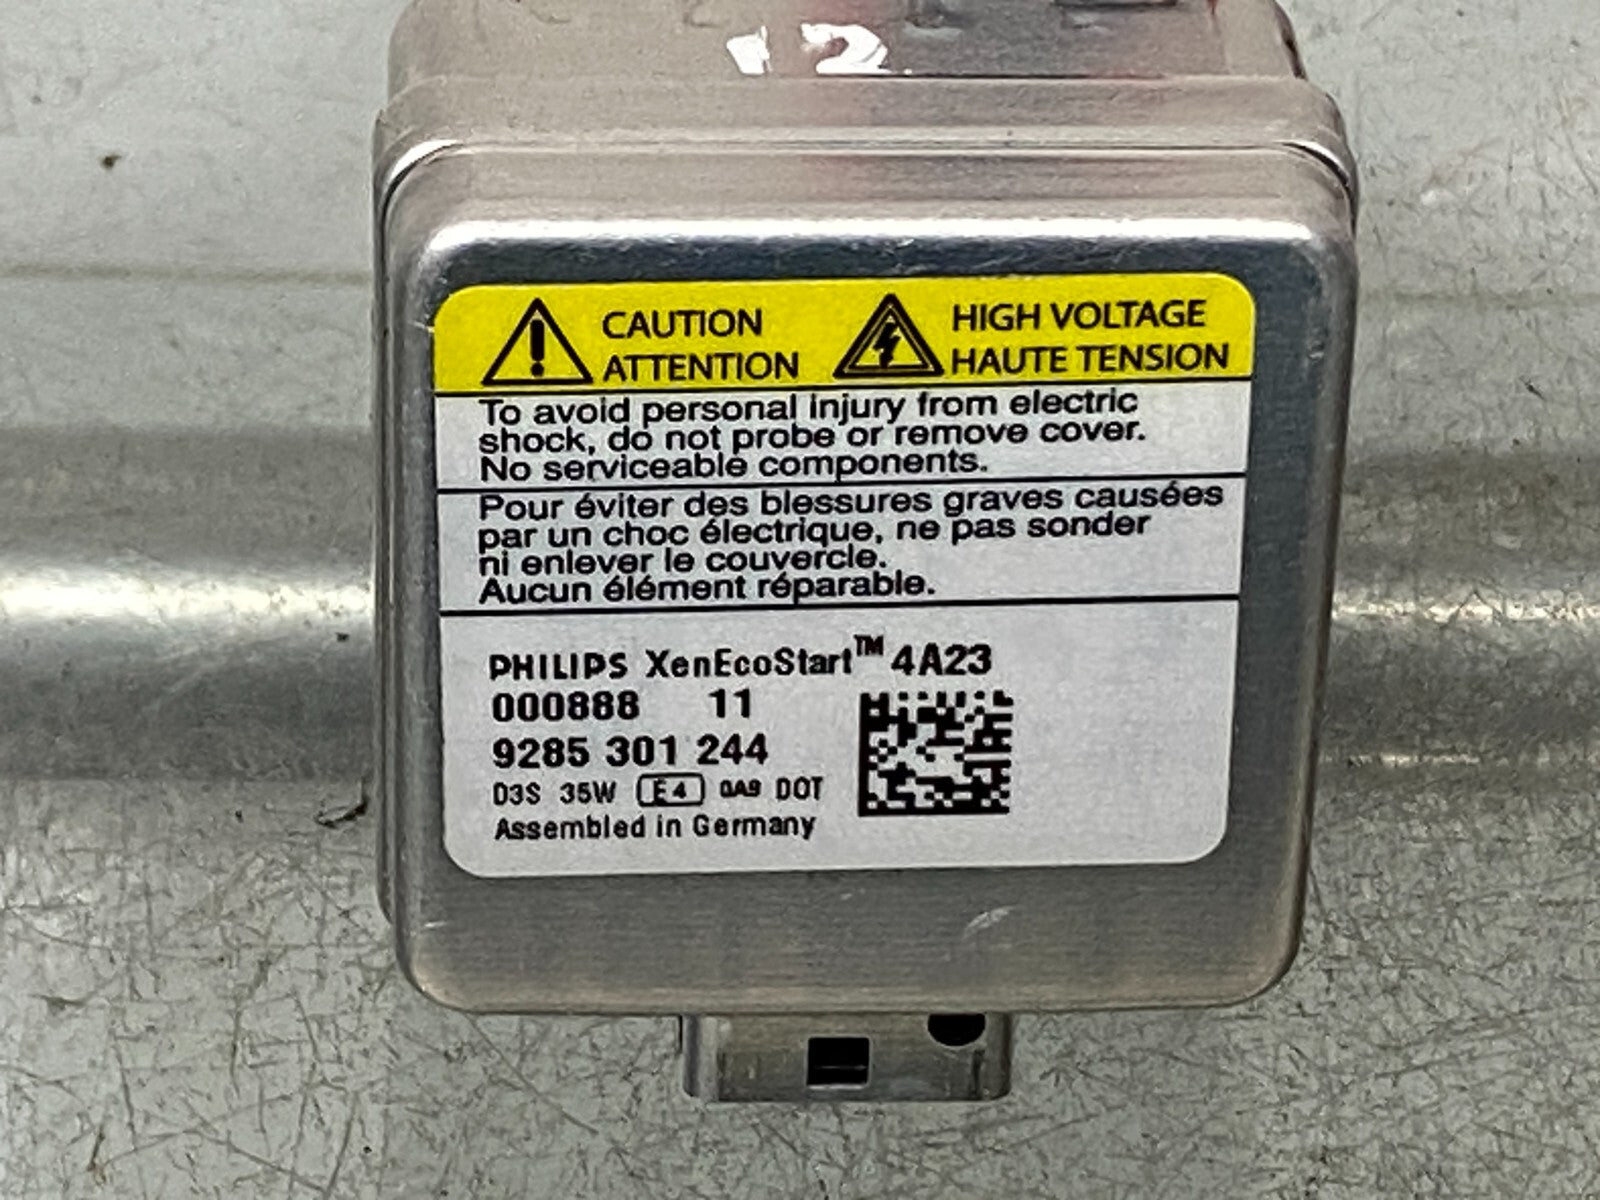 12
CAUTION
ATTENTION
HIGH VOLTAGE
HAUTE TENSION
To avoid personal injury from electric
shock, do not probe or remove cover.
No serviceable components.
Pour éviter des blessures graves causées
par un choc électrique, ne pas sonder
ni enlever le couvercle.
Aucun élément réparable.
PHILIPS XenEcoStart™ 4A23
000888 11
9285 301 244
D3S 35W E4 0A9 DOT
Assembled in Germany